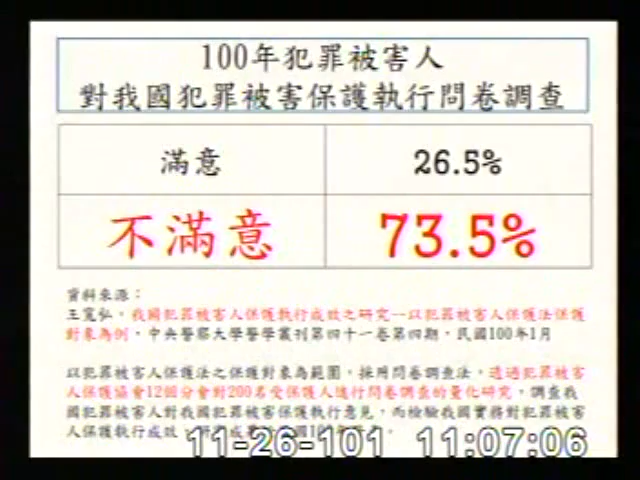 100年犯罪被害人
對我國犯罪被害保護執行問卷調查
滿意 26.5%
不滿意 73.5%
資料來源：
王寬弘，我國犯罪被害人保護執行成效之研究--以犯罪被害人保護法保護
對象為例，中央警察大學警學叢刊第四十一卷第四期，民國100年1月
以犯罪被害人保護法之保護對象為範圍，採用問卷調查法，透過犯罪被害
人保護協會12個分會對200名受保護人進行問卷調查的量化研究，調查我
國犯罪被害人對我國犯罪被害保護執行意見，而檢驗我國實務對犯罪被害
人保護執行成效
11-26-101 11:07:06